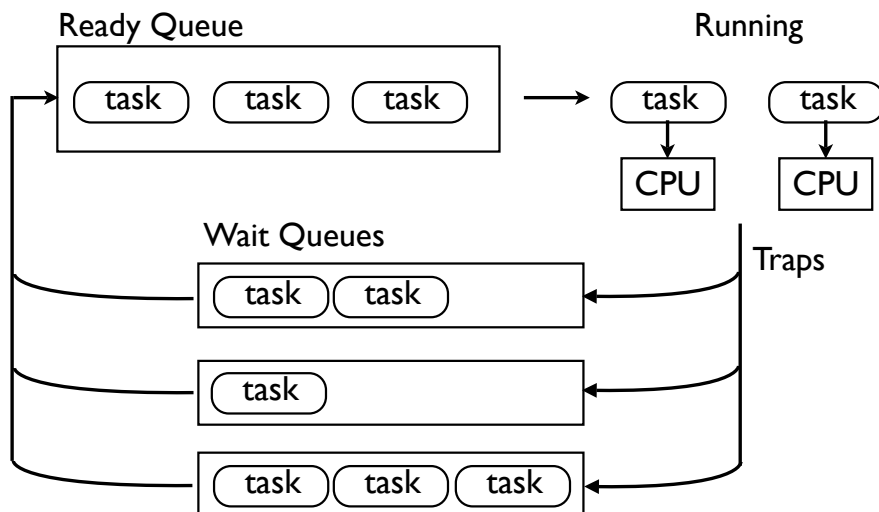 Ready Queue
Running
task task task
task task
CPU CPU
Wait Queues
Traps
task task
task
task task task